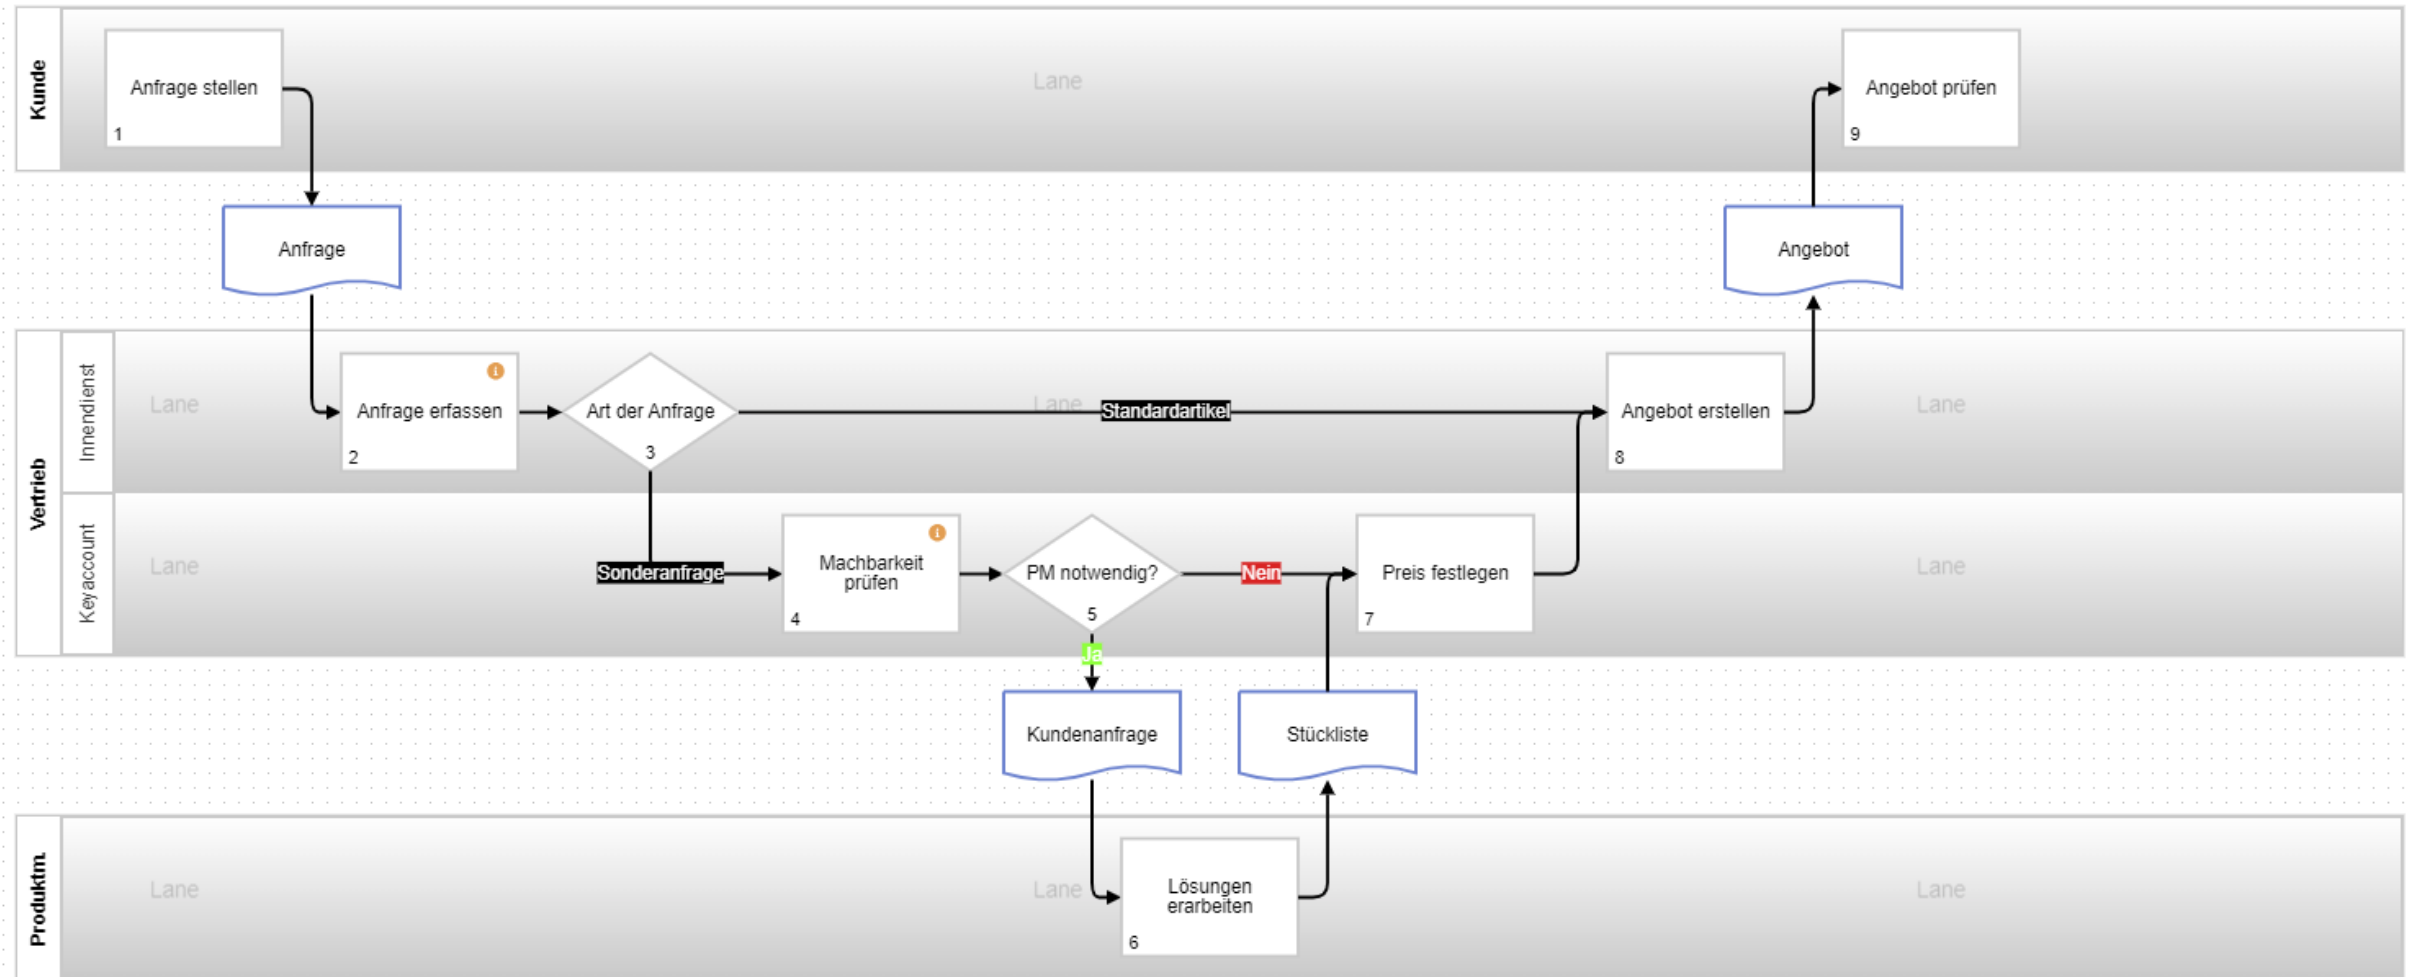 Kunde
Anfrage stellen
1
Lane
Angebot prüfen
9
Anfrage
Angebot
Vertrieb
Innendienst
Lane
Anfrage erfassen
2
Art der Anfrage
3
Lane
Standardartikel
Angebot erstellen
8
Lane
Keyaccount
Lane
Sonderanfrage
Machbarkeit
prüfen
4
PM notwendig?
5
Nein
Ja
Preis festlegen
7
Lane
Kundenanfrage
Stückliste
Produktm.
Lane
Lane
Lösungen
erarbeiten
6
Lane